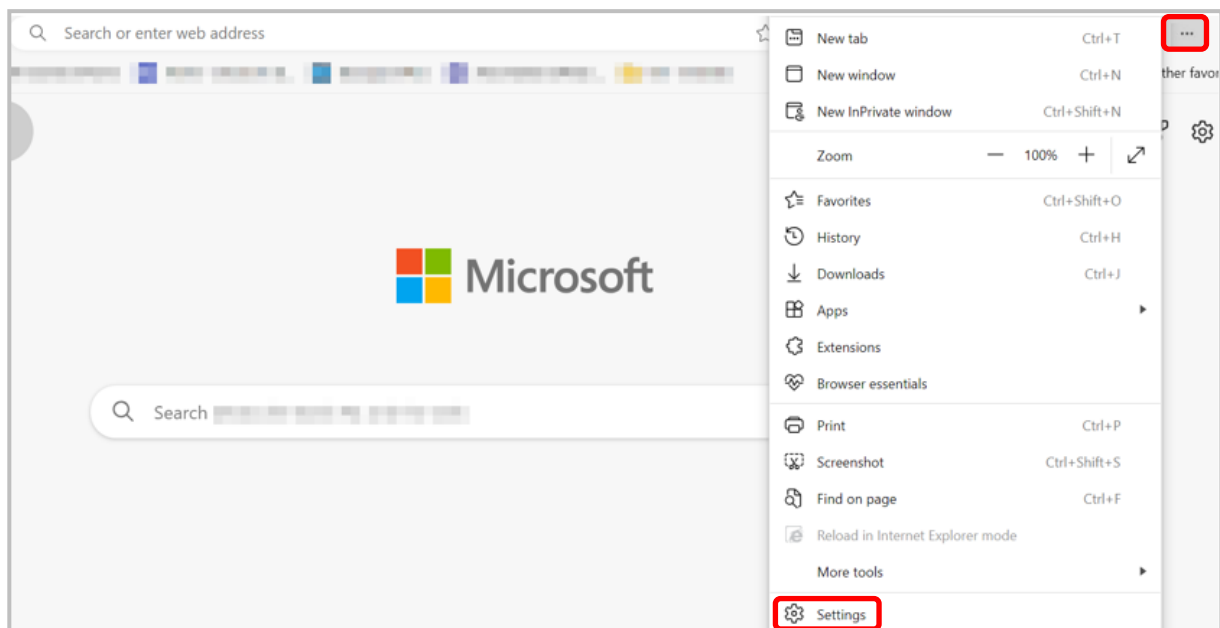 Search or enter web address
...
ther favor
New tab Ctrl+T
New window Ctrl+N
New InPrivate window Ctrl+Shift+N
Zoom — 100% +
Favorites Ctrl+Shift+O
History Ctrl+H
Downloads Ctrl+J
Apps
Extensions
Browser essentials
Print Ctrl+P
Screenshot Ctrl+Shift+S
Find on page Ctrl+F
Reload in Internet Explorer mode
More tools
Settings
Microsoft
Search